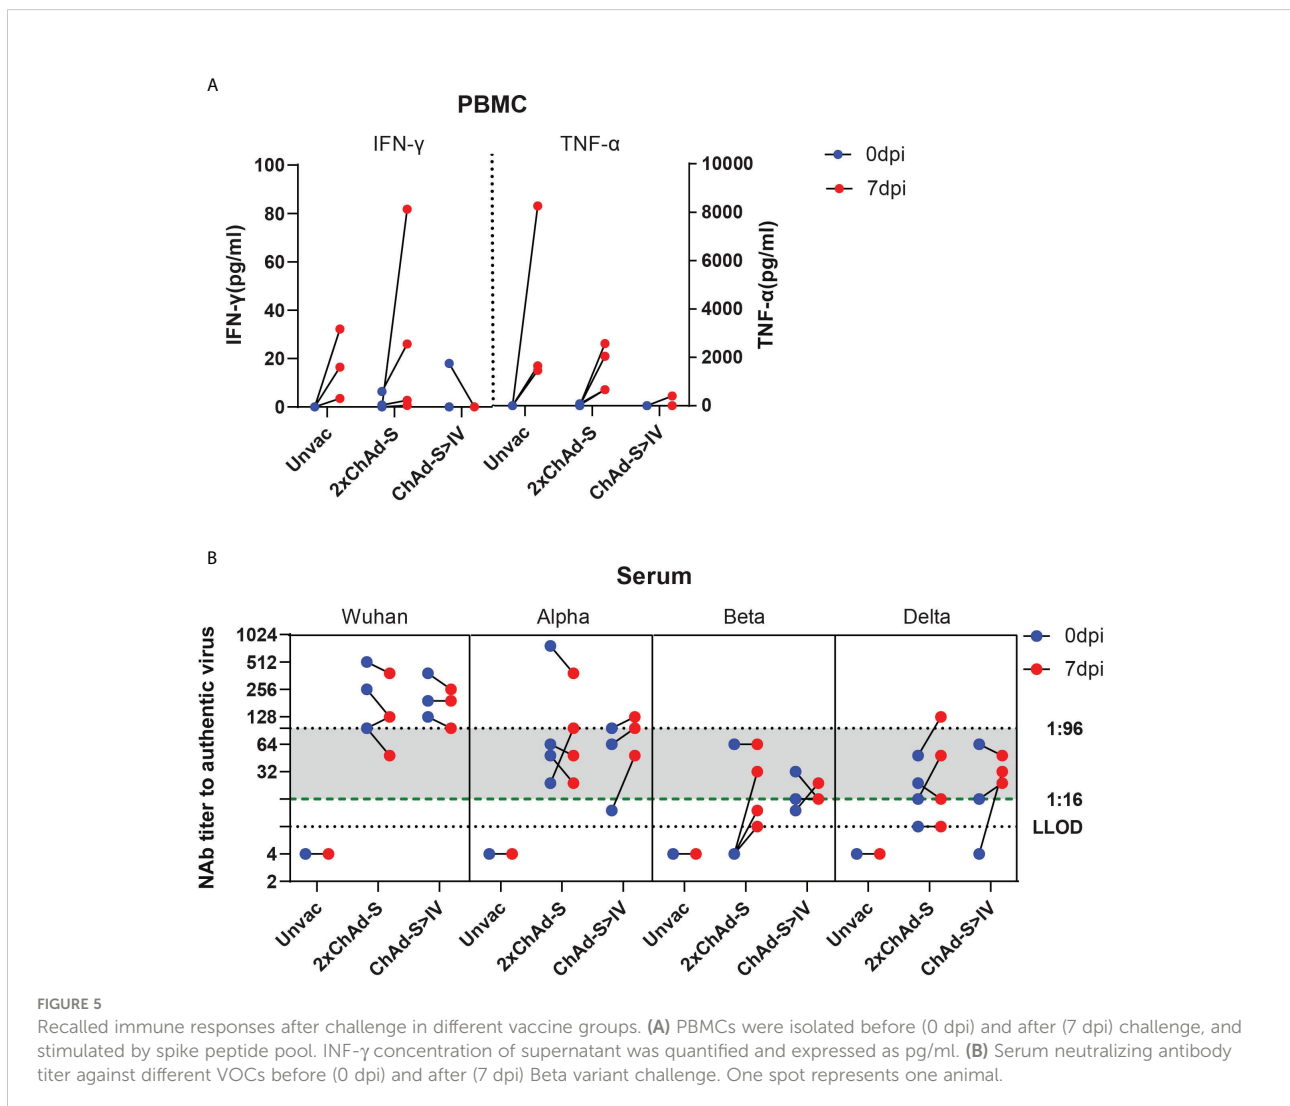 A
PBMC
IFN-γ
TNF-α
0dpi
7dpi
100
80
60
40
20
0
IFN-γ(pg/ml)
10000
8000
6000
4000
2000
0
TNF-α(pg/ml)
Unvac
2xChAd-S
ChAd-S>IV
Unvac
2xChAd-S
ChAd-S>IV
B
Serum
Wuhan
Alpha
Beta
Delta
0dpi
7dpi
1024
512
256
128
64
32
4
2
NAb titer to authentic virus
1:96
1:16
LLOD
Unvac
2xChAd-S
ChAd-S>IV
Unvac
2xChAd-S
ChAd-S>IV
Unvac
2xChAd-S
ChAd-S>IV
Unvac
2xChAd-S
ChAd-S>IV
FIGURE 5
Recalled immune responses after challenge in different vaccine groups. (A) PBMCs were isolated before (0 dpi) and after (7 dpi) challenge, and
stimulated by spike peptide pool. INF-γ concentration of supernatant was quantified and expressed as pg/ml. (B) Serum neutralizing antibody
titer against different VOCs before (0 dpi) and after (7 dpi) Beta variant challenge. One spot represents one animal.